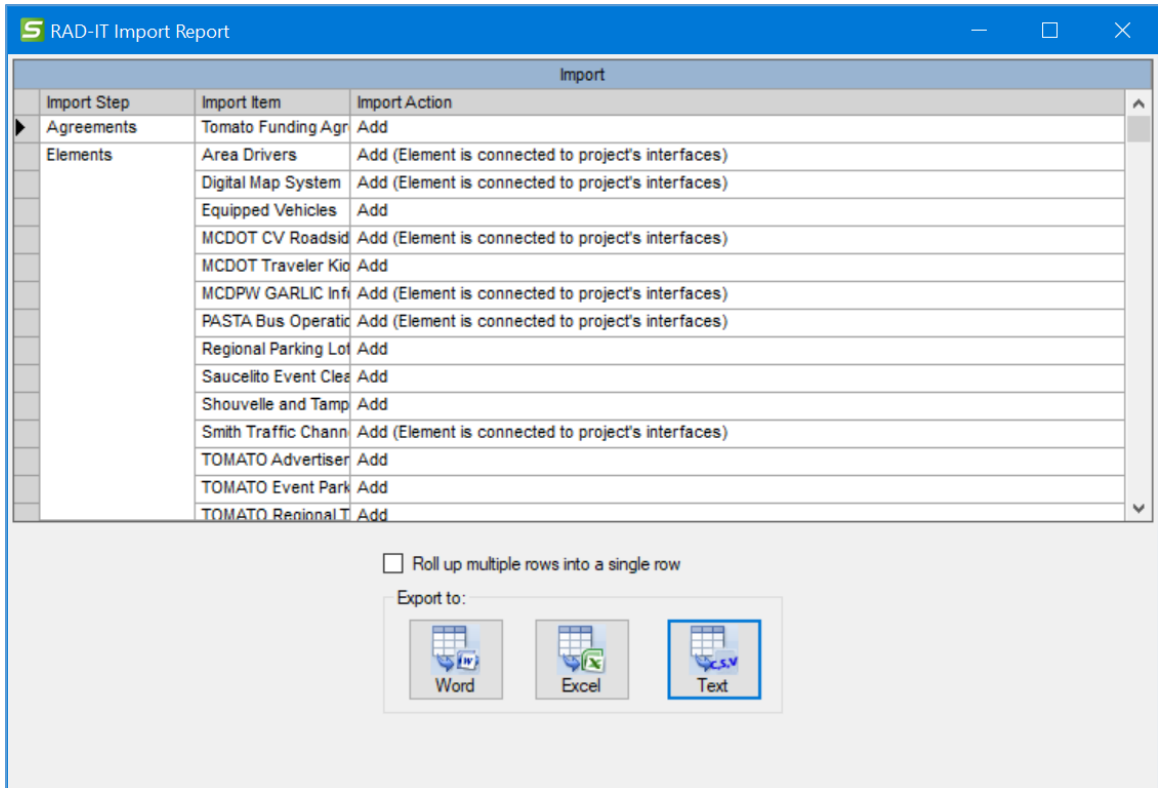 S RAD-IT Import Report
Import
Import Step Import Item Import Action
Agreements Tomato Funding Agr Add
Elements Area Drivers Add (Element is connected to project's interfaces)
Digital Map System Add (Element is connected to project's interfaces)
Equipped Vehicles Add
MCDOT CV Roadsid Add (Element is connected to project's interfaces)
MCDOT Traveler Kio Add
MCDPW GARLIC Info Add (Element is connected to project's interfaces)
PASTA Bus Operatic Add (Element is connected to project's interfaces)
Regional Parking Lot Add
Saucelito Event Clea Add
Shouvelle and Tamp Add
Smith Traffic Chann Add (Element is connected to project's interfaces)
TOMATO Advertiser Add
TOMATO Event Park Add
TOMATO Regional T Add
Roll up multiple rows into a single row
Export to:
W X C,S,V
Word Excel Text